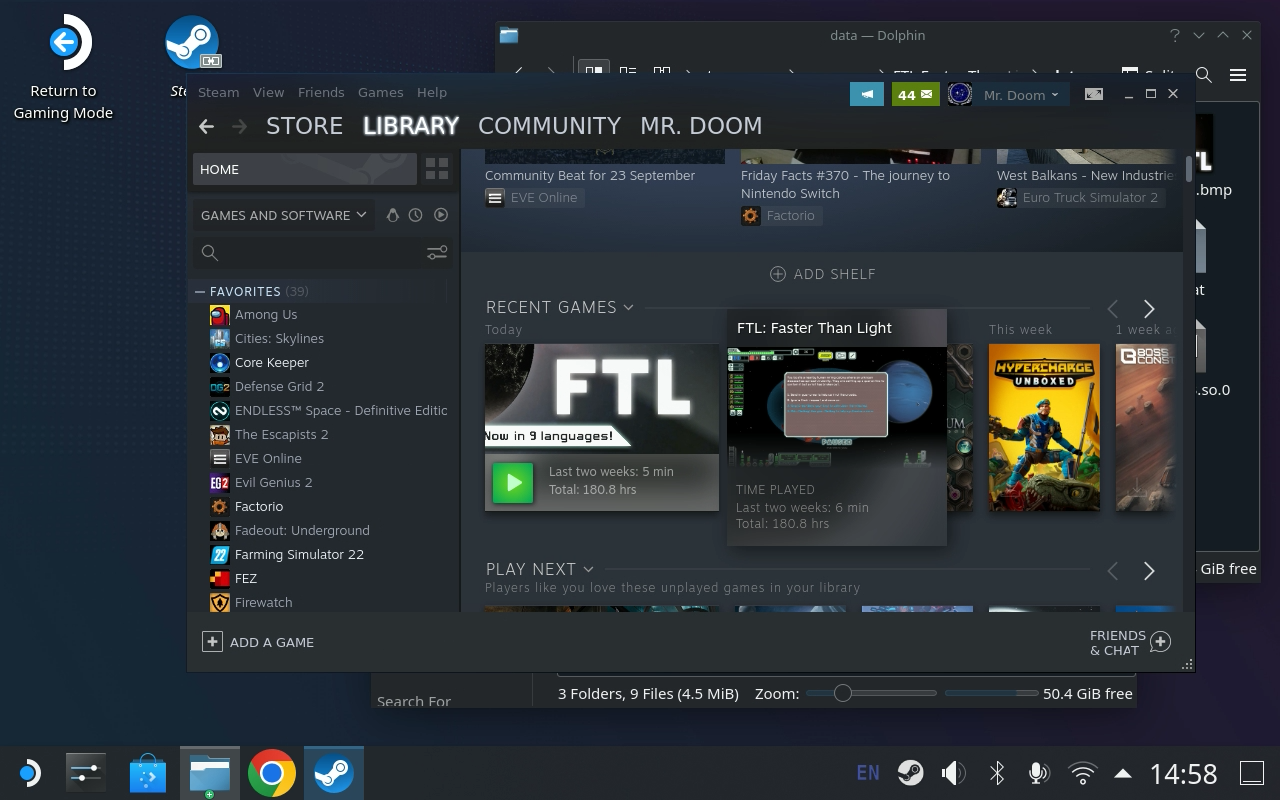 data — Dolphin
Return to
Gaming Mode
Steam View Friends Games Help
44
Mr. Doom
STORE LIBRARY COMMUNITY MR. DOOM
HOME
GAMES AND SOFTWARE
FAVORITES (39)
Among Us
Cities: Skylines
Core Keeper
Defense Grid 2
ENDLESS™ Space - Definitive Editic
The Escapists 2
EVE Online
Evil Genius 2
Factorio
Fadeout: Underground
Farming Simulator 22
FEZ
Firewatch
Community Beat for 23 September
EVE Online
Friday Facts #370 - The journey to
Nintendo Switch
Factorio
West Balkans - New Industrie
Euro Truck Simulator 2
ADD SHELF
RECENT GAMES
Today
FTL
Now in 9 languages!
Last two weeks: 5 min
Total: 180.8 hrs
FTL: Faster Than Light
PAUSED
TIME PLAYED
Last two weeks: 6 min
Total: 180.8 hrs
This week
HYPERCHARGE
UNBOXED
1 week a
PLAY NEXT
Players like you love these unplayed games in your library
ADD A GAME
FRIENDS
& CHAT
.bmp
at
.so.0
GiB free
Search For
3 Folders, 9 Files (4.5 MiB) Zoom: 50.4 GiB free
EN
14:58